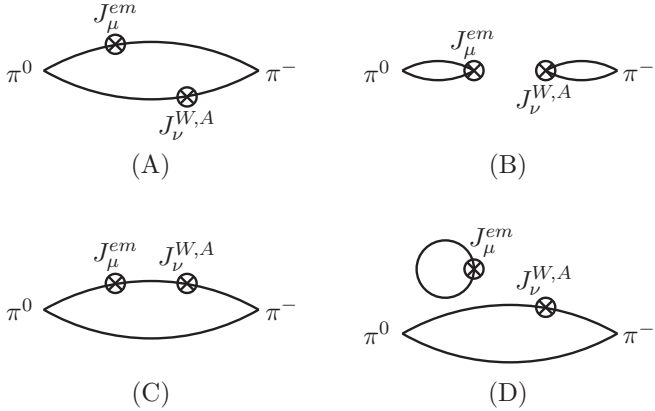 J_μ^{em}
π^0 π^-
J_ν^{W,A}
(A)
J_μ^{em}
π^0 π^-
J_ν^{W,A}
(B)
J_μ^{em} J_ν^{W,A}
π^0 π^-
(C)
J_μ^{em}
J_ν^{W,A}
π^0 π^-
(D)